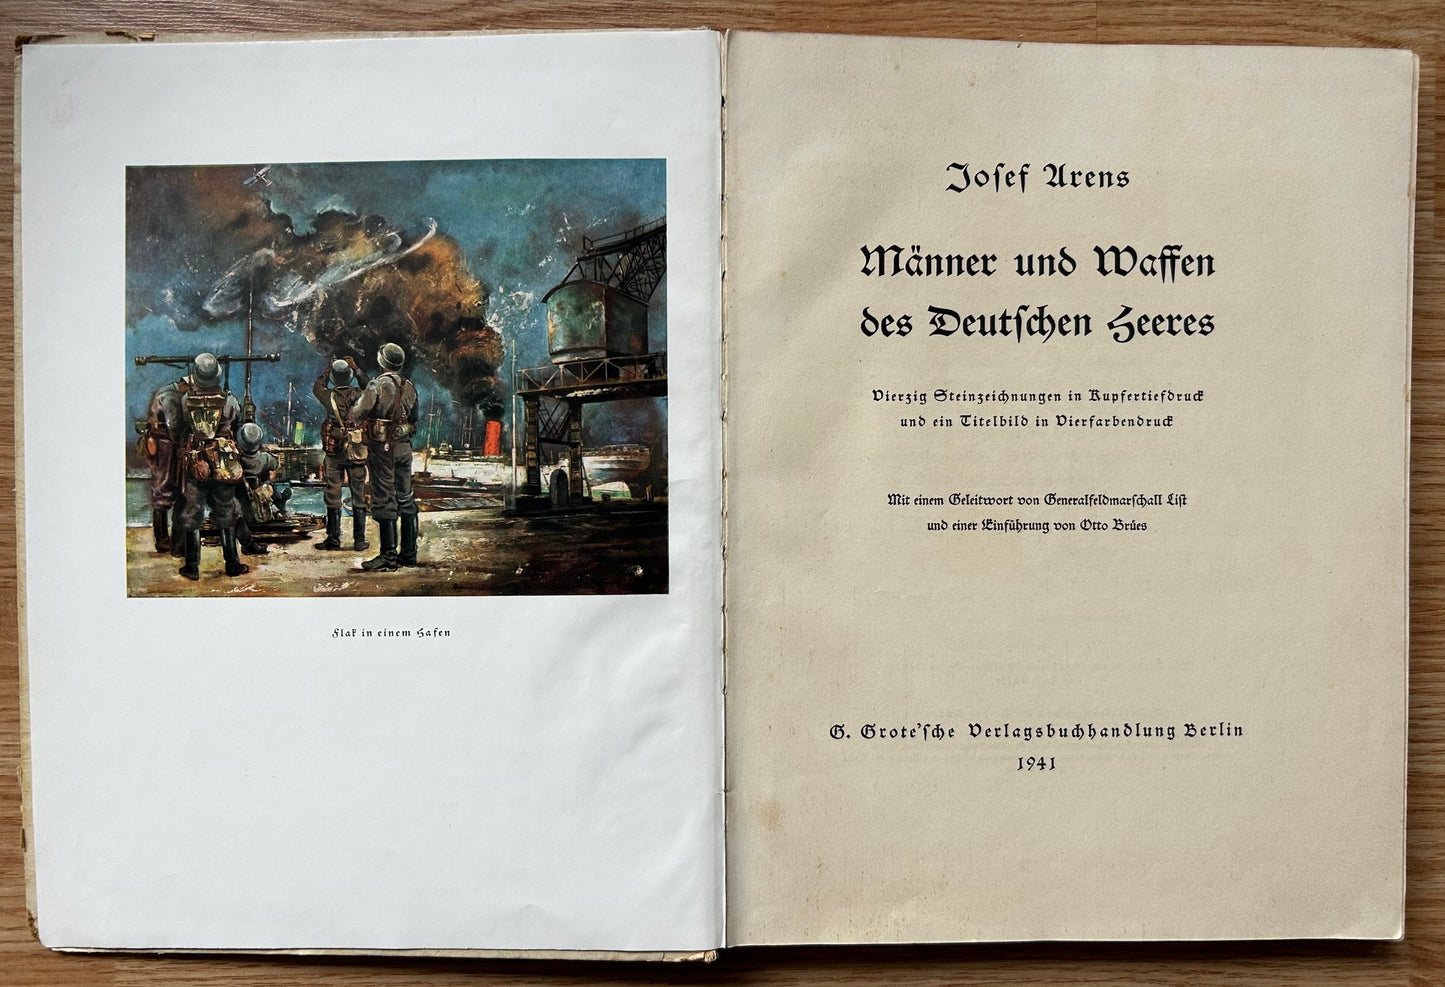 Flak in einem Hafen
Josef Arens
Männer und Waffen
des Deutschen Heeres
Vierzig Steinzeichnungen in Kupfertiefdruck
und ein Titelbild in Vierfarbendruck
Mit einem Geleitwort von Generalfeldmarschall List
und einer Einführung von Otto Brües
G. Grote'sche Verlagsbuchhandlung Berlin
1941